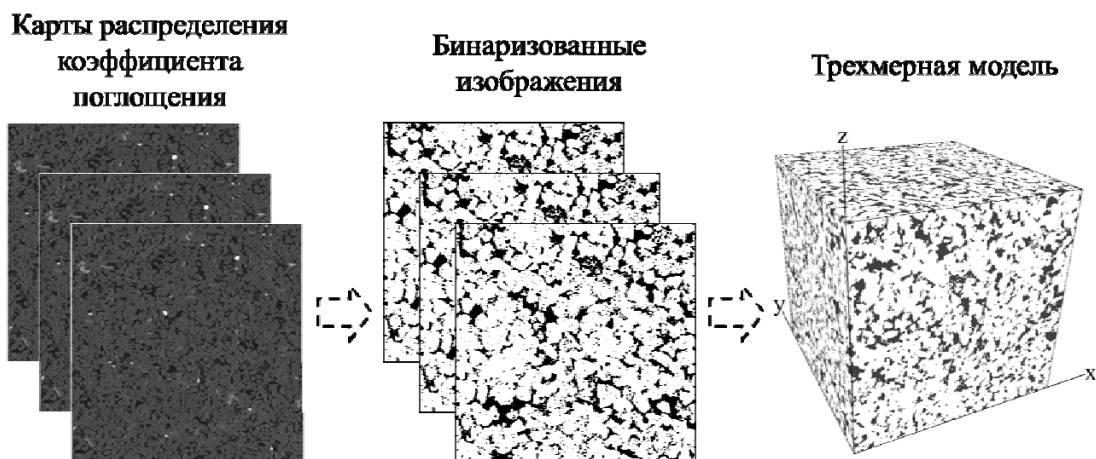 Карты распределения
коэффициента
поглощения
Бинаризованные
изображения
Трехмерная модель
z
y
x